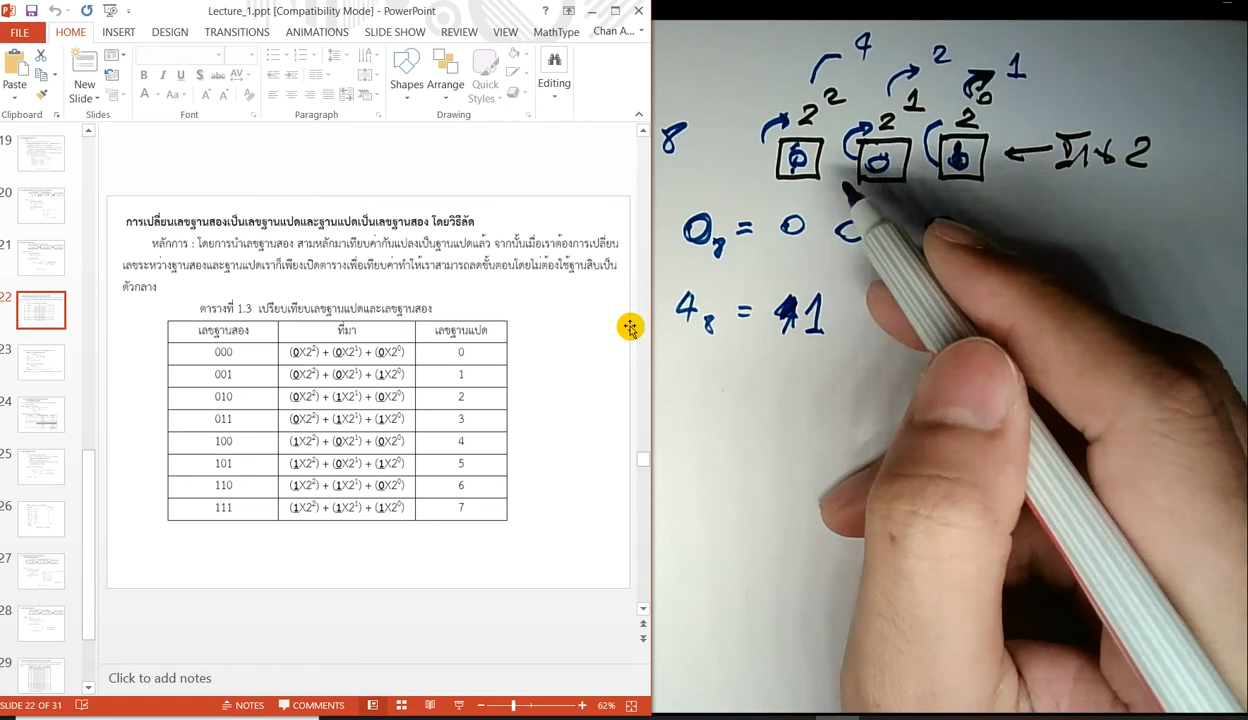 Lecture_1.ppt [Compatibility Mode] - PowerPoint
FILE HOME INSERT DESIGN TRANSITIONS ANIMATIONS SLIDE SHOW REVIEW VIEW MathType Chan A...
Paste New Slide Shapes Arrange Quick Styles Editing
Clipboard Slides Font Paragraph Drawing
19
20
21
22
23
24
25
26
27
28
29
การเปลี่ยนเลขฐานสองเป็นเลขฐานแปดและฐานแปดเป็นเลขฐานสอง โดยวิธีลัด
หลักการ : โดยการนำเลขฐานสอง สามหลักมาเทียบค่ากับแปลงเป็นฐานแปดแล้ว จากนั้นเมื่อเราต้องการเปลี่ยน
เลขระหว่างฐานสองและฐานแปดเราก็เพียงเปิดตารางเพื่อเทียบค่าทำให้เราสามารถลดขั้นตอนโดยไม่ต้องใช้ฐานสิบเป็น
ตัวกลาง
ตารางที่ 1.3 เปรียบเทียบเลขฐานแปดและเลขฐานสอง
เลขฐานสอง ที่มา เลขฐานแปด
000 (0X2²) + (0X2¹) + (0X2⁰) 0
001 (0X2²) + (0X2¹) + (1X2⁰) 1
010 (0X2²) + (1X2¹) + (0X2⁰) 2
011 (0X2²) + (1X2¹) + (1X2⁰) 3
100 (1X2²) + (0X2¹) + (0X2⁰) 4
101 (1X2²) + (0X2¹) + (1X2⁰) 5
110 (1X2²) + (1X2¹) + (0X2⁰) 6
111 (1X2²) + (1X2¹) + (1X2⁰) 7
Click to add notes
SLIDE 22 OF 31 NOTES COMMENTS 62%
4 2 1
8 2² 2¹ 2⁰
0₈ = 0
4₈ = 1